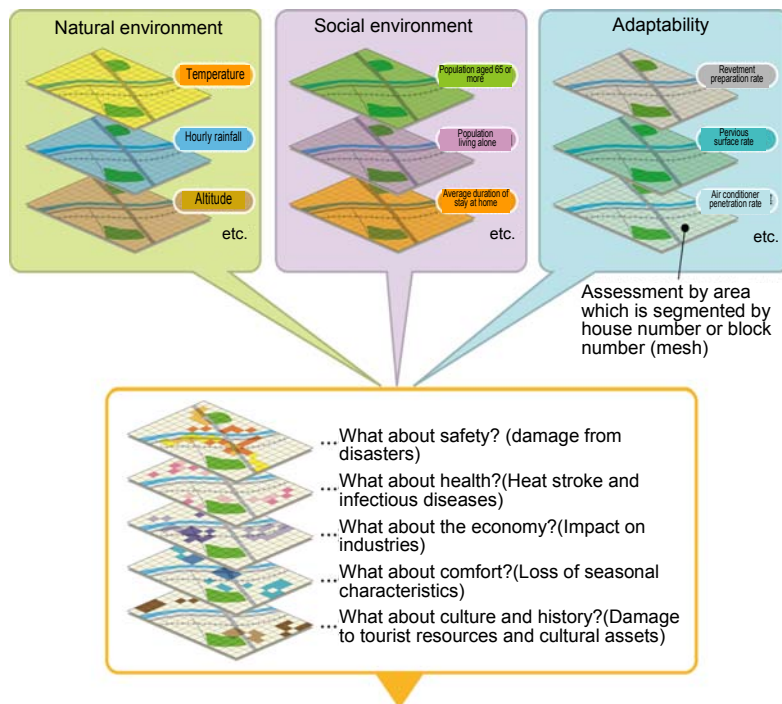 Natural environment
Temperature
Hourly rainfall
Altitude
etc.
Social environment
Population aged 65 or
more
Population
living alone
Average duration of
stay at home
etc.
Adaptability
Revetment
preparation rate
Pervious
surface rate
Air conditioner
penetration rate
etc.
Assessment by area
which is segmented by
house number or block
number (mesh)
...What about safety? (damage from
disasters)
...What about health?(Heat stroke and
infectious diseases)
...What about the economy?(Impact on
industries)
...What about comfort?(Loss of seasonal
characteristics)
...What about culture and history?(Damage
to tourist resources and cultural assets)